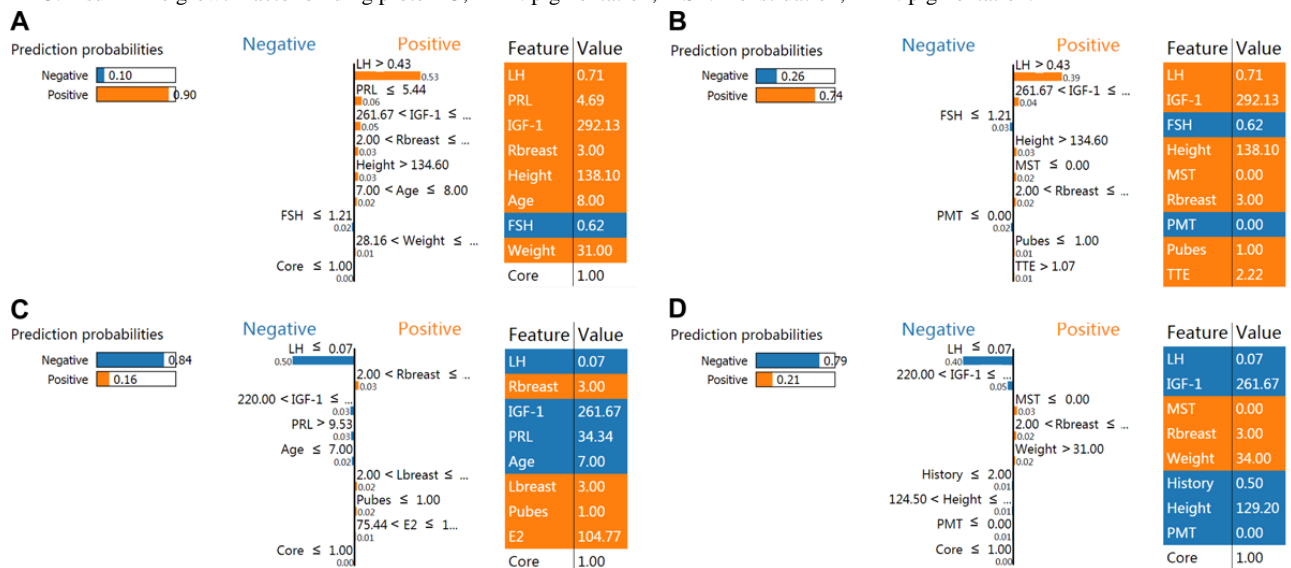 A
Prediction probabilities
Negative 0.10
Positive 0.90
Negative Positive
LH > 0.43
0.53
PRL ≤ 5.44
0.06
261.67 < IGF-1 ≤ ...
0.05
2.00 < Rbreast ≤ ...
0.03
Height > 134.60
0.03
7.00 < Age ≤ 8.00
0.02
FSH ≤ 1.21
0.02
28.16 < Weight ≤ ...
0.01
Core ≤ 1.00
0.00
Feature Value
LH 0.71
PRL 4.69
IGF-1 292.13
Rbreast 3.00
Height 138.10
Age 8.00
FSH 0.62
Weight 31.00
Core 1.00
B
Prediction probabilities
Negative 0.26
Positive 0.74
Negative Positive
LH > 0.43
0.39
261.67 < IGF-1 ≤ ...
0.04
FSH ≤ 1.21
0.03
Height > 134.60
0.03
MST ≤ 0.00
0.02
2.00 < Rbreast ≤ ...
0.02
PMT ≤ 0.00
0.02
Pubes ≤ 1.00
0.01
TTE > 1.07
0.01
Feature Value
LH 0.71
IGF-1 292.13
FSH 0.62
Height 138.10
MST 0.00
Rbreast 3.00
PMT 0.00
Pubes 1.00
TTE 2.22
C
Prediction probabilities
Negative 0.84
Positive 0.16
Negative Positive
LH ≤ 0.07
0.50
2.00 < Rbreast ≤ ...
0.03
220.00 < IGF-1 ≤ ...
0.03
PRL > 9.53
0.03
Age ≤ 7.00
0.02
2.00 < Lbreast ≤ ...
0.02
Pubes ≤ 1.00
0.02
75.44 < E2 ≤ 1...
0.01
Core ≤ 1.00
0.00
Feature Value
LH 0.07
Rbreast 3.00
IGF-1 261.67
PRL 34.34
Age 7.00
Lbreast 3.00
Pubes 1.00
E2 104.77
Core 1.00
D
Prediction probabilities
Negative 0.79
Positive 0.21
Negative Positive
LH ≤ 0.07
0.40
220.00 < IGF-1 ≤ ...
0.05
MST ≤ 0.00
0.03
2.00 < Rbreast ≤ ...
0.02
Weight > 31.00
0.02
History ≤ 2.00
0.01
124.50 < Height ≤ ...
0.01
PMT ≤ 0.00
0.01
Core ≤ 1.00
0.00
Feature Value
LH 0.07
IGF-1 261.67
MST 0.00
Rbreast 3.00
Weight 34.00
History 0.50
Height 129.20
PMT 0.00
Core 1.00